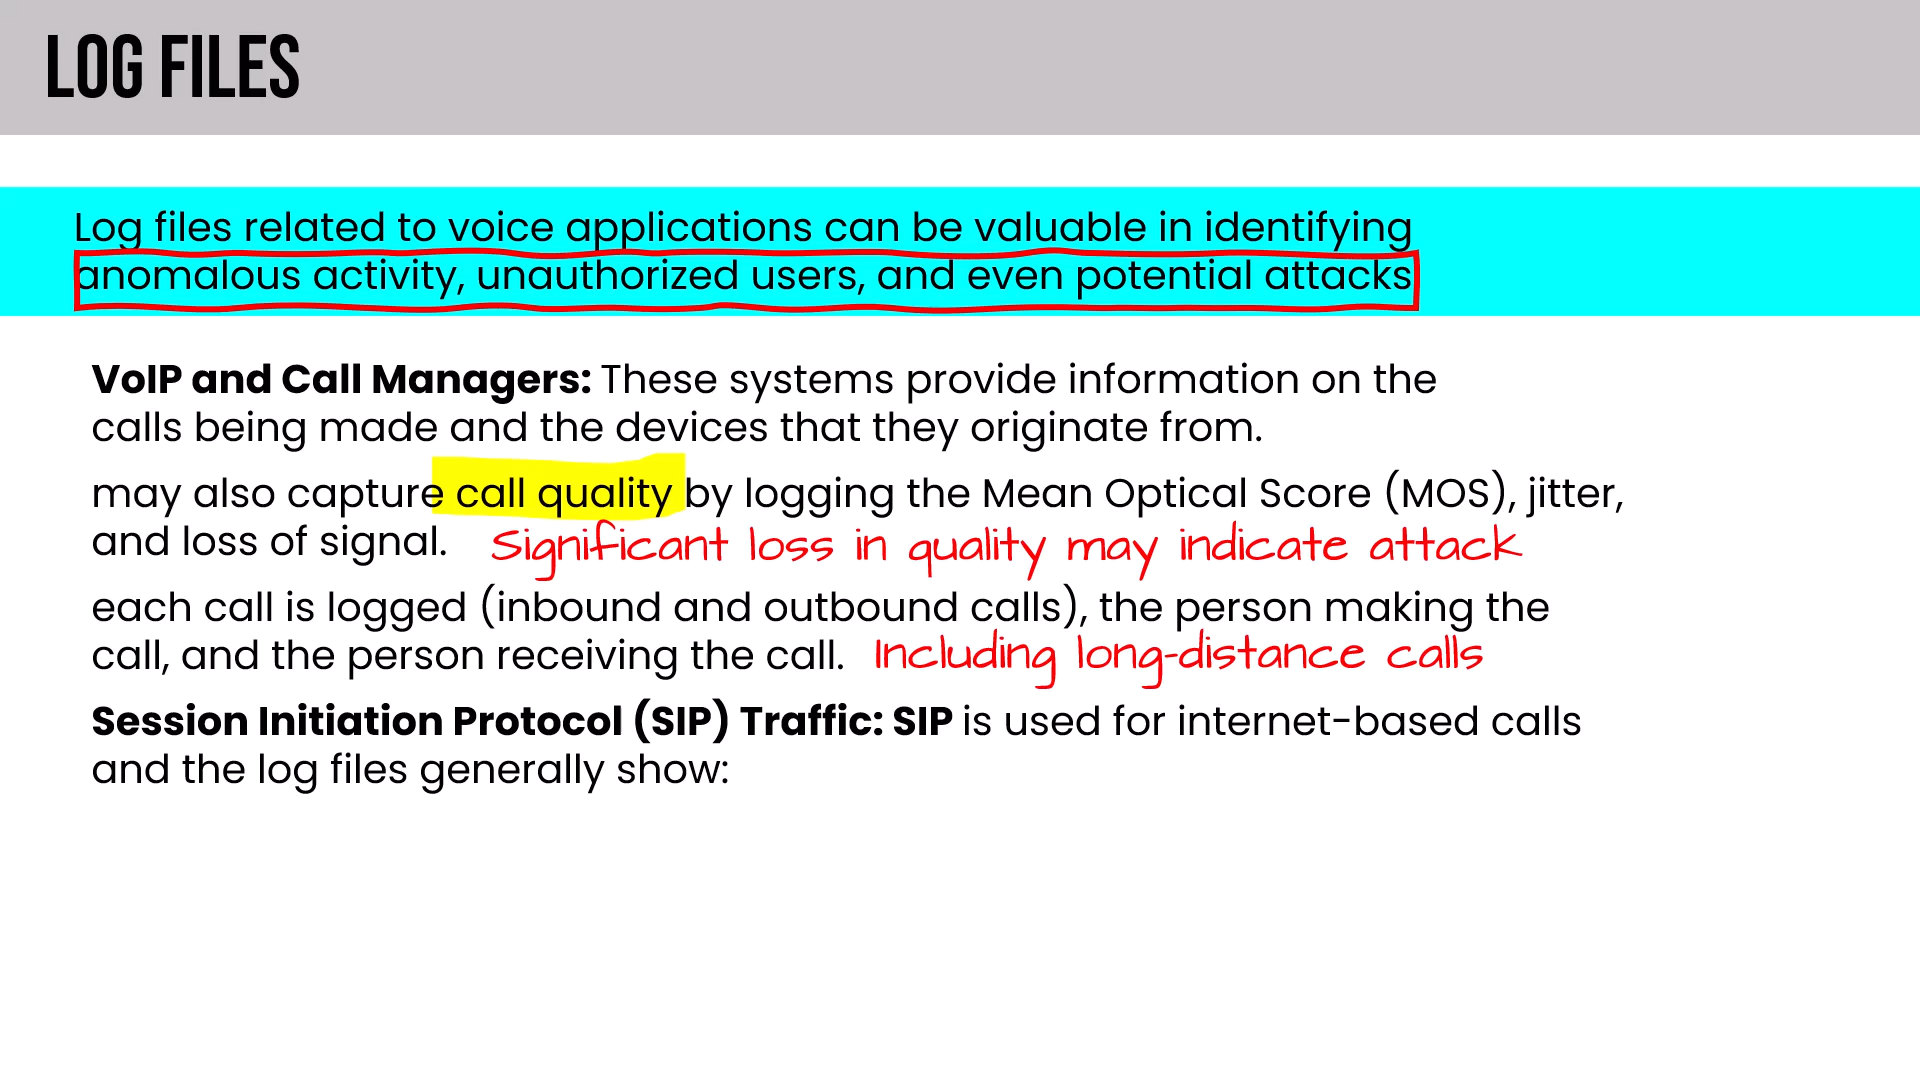 LOG FILES
Log files related to voice applications can be valuable in identifying
anomalous activity, unauthorized users, and even potential attacks
VoIP and Call Managers: These systems provide information on the
calls being made and the devices that they originate from.
may also capture call quality by logging the Mean Optical Score (MOS), jitter,
and loss of signal. Significant loss in quality may indicate attack
each call is logged (inbound and outbound calls), the person making the
call, and the person receiving the call. Including long-distance calls
Session Initiation Protocol (SIP) Traffic: SIP is used for internet-based calls
and the log files generally show: